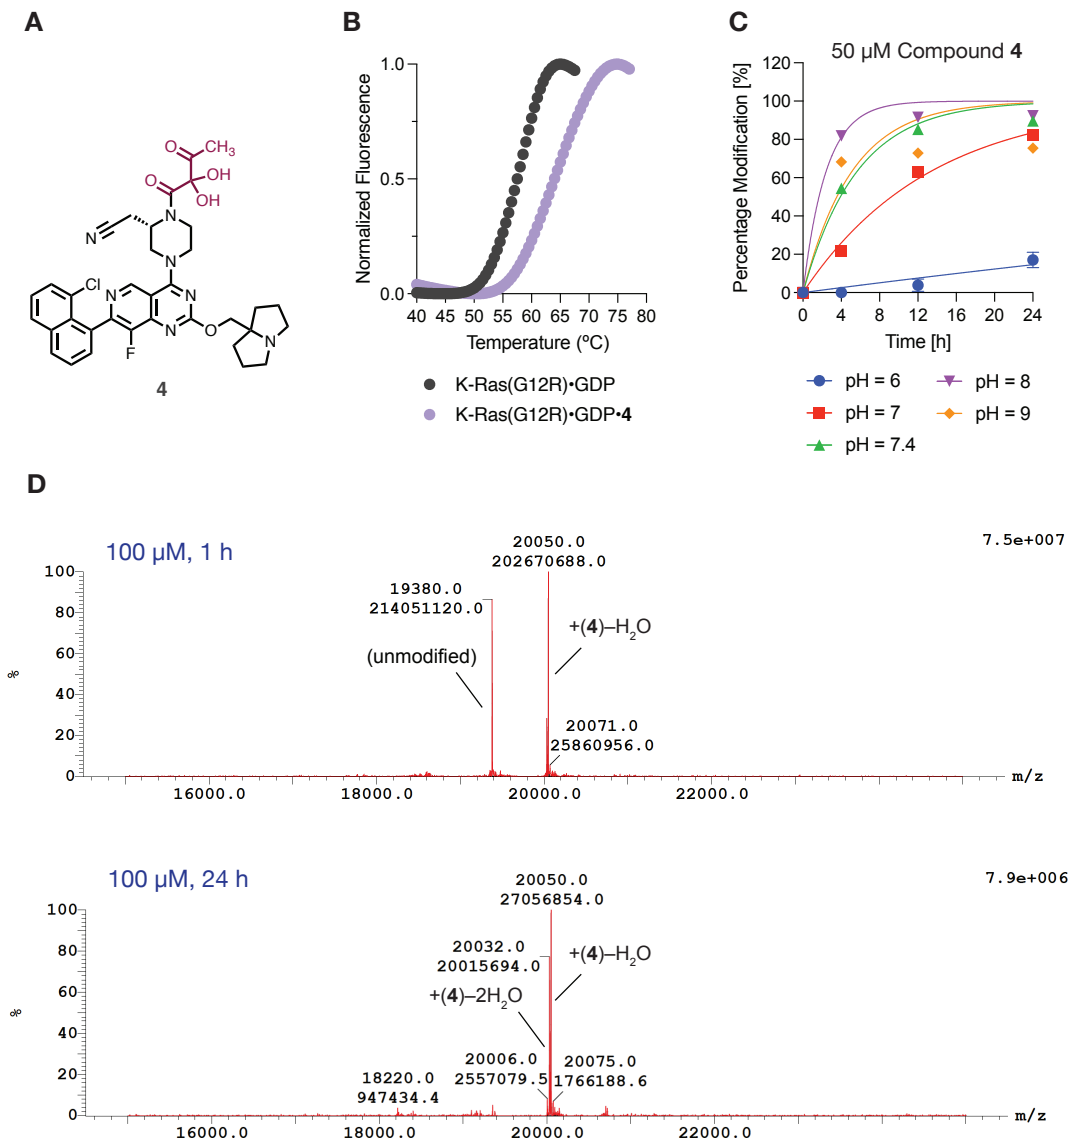 A
O
CH3
O
OH
OH
N
N
N
Cl
N
N
N
O
N
F
4
B
Normalized Fluorescence
1.0
0.5
0.0
40 45 50 55 60 65 70 75 80
Temperature (ºC)
K-Ras(G12R)•GDP
K-Ras(G12R)•GDP•4
C
50 µM Compound 4
Percentage Modification [%]
120
100
80
60
40
20
0
0 4 8 12 16 20 24
Time [h]
pH = 6
pH = 7
pH = 7.4
pH = 8
pH = 9
D
100 µM, 1 h
7.5e+007
20050.0
202670688.0
19380.0
214051120.0
+(4)–H2O
(unmodified)
20071.0
25860956.0
%
100
80
60
40
20
0
16000.0 18000.0 20000.0 22000.0
m/z
100 µM, 24 h
7.9e+006
20050.0
27056854.0
20032.0
20015694.0
+(4)–H2O
+(4)–2H2O
20006.0
2557079.5
20075.0
1766188.6
18220.0
947434.4
%
100
80
60
40
20
0
16000.0 18000.0 20000.0 22000.0
m/z